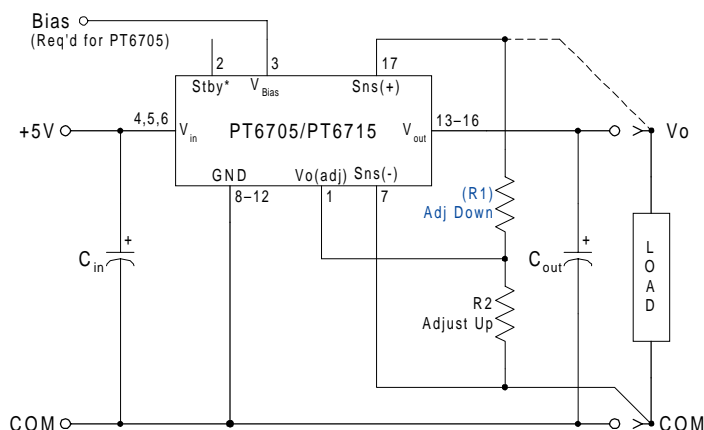 Bias
(Req'd for PT6705)
2
3
17
Stby*
V Bias
Sns(+)
4,5,6
13–16
+5V
V in
PT6705/PT6715
V out
Vo
GND
Vo(adj)
Sns(-)
8–12
1
7
(R1)
Adj Down
+
C in
+
C out
LOAD
R2
Adjust Up
COM
COM